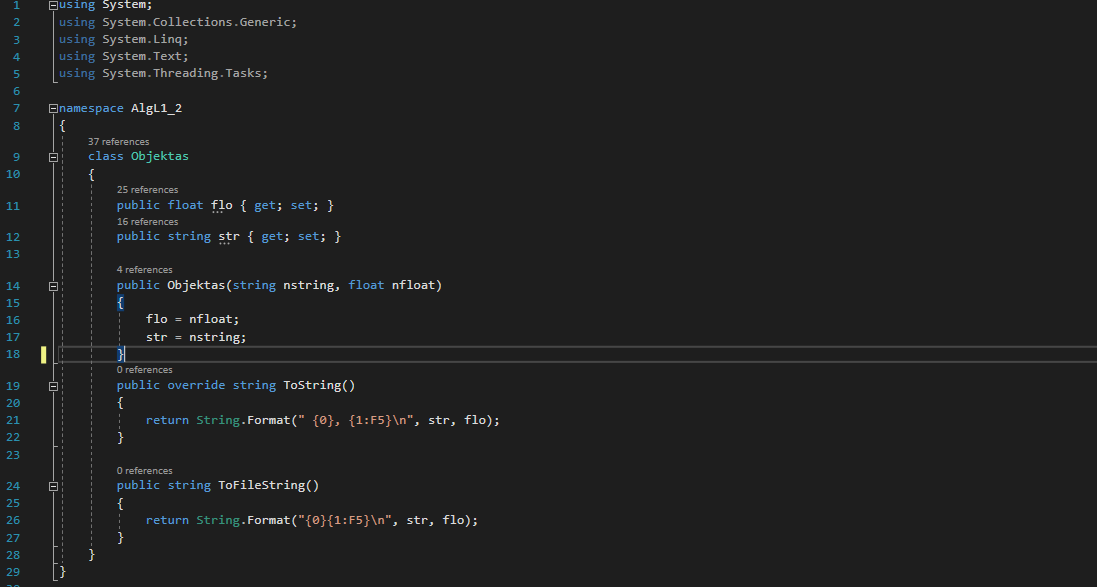 1 using System;
2 using System.Collections.Generic;
3 using System.Linq;
4 using System.Text;
5 using System.Threading.Tasks;
6
7 namespace AlgL1_2
8 {
37 references
9 class Objektas
10 {
25 references
11 public float flo { get; set; }
16 references
12 public string str { get; set; }
13
4 references
14 public Objektas(string nstring, float nfloat)
15 {
16 flo = nfloat;
17 str = nstring;
18 }
0 references
19 public override string ToString()
20 {
21 return String.Format(" {0}, {1:F5}\n", str, flo);
22 }
23
0 references
24 public string ToFileString()
25 {
26 return String.Format("{0}{1:F5}\n", str, flo);
27 }
28 }
29 }